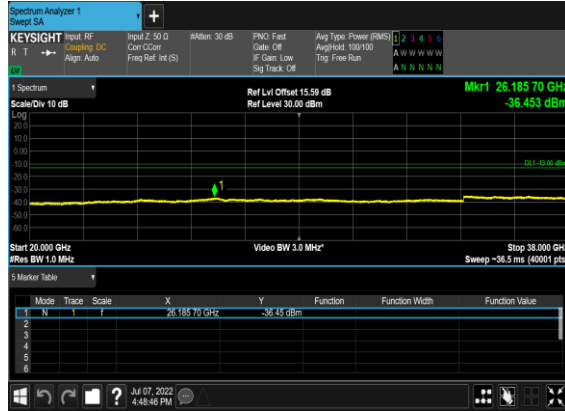 Spectrum Analyzer 1
Swept SA
+
KEYSIGHT Input: RF Input Z: 50 Ω #Atten: 30 dB PNO: Fast Avg Type: Power (RMS) 1 2 3 4 5 6
R T Coupling: DC Corr CCorr Gate: Off Avg|Hold: 100/100 A W W W W W
Align: Auto Freq Ref: Int (S) IF Gain: Low Trig: Free Run
Sig Track: Off A N N N N N
1 Spectrum
Ref Lvl Offset 15.59 dB Mkr1 26.185 70 GHz
Scale/Div 10 dB Ref Level 30.00 dBm -36.453 dBm
Log
20.0
10.0
0.00
-10.0 DL1 -13.00 dBm
-20.0
1
-30.0
-40.0
-50.0
-60.0
Start 20.000 GHz Video BW 3.0 MHz* Stop 38.000 GHz
#Res BW 1.0 MHz Sweep ~36.5 ms (40001 pts)
5 Marker Table
Mode Trace Scale X Y Function Function Width Function Value
1 N 1 f 26.185 70 GHz -36.45 dBm
2
3
4
5
6
? Jul 07, 2022
4:48:46 PM